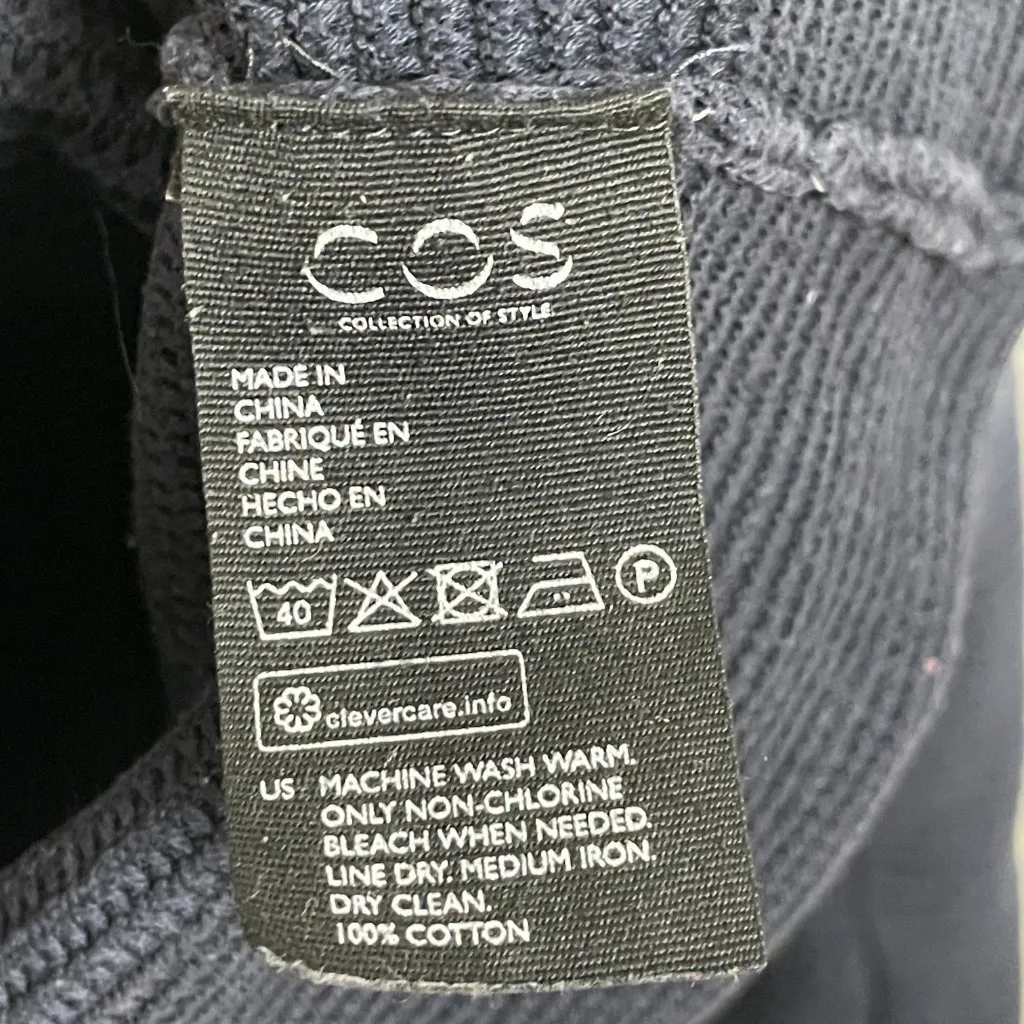 COS
COLLECTION OF STYLE
MADE IN
CHINA
FABRIQUÉ EN
CHINE
HECHO EN
CHINA
40
P
clevercare.info
US MACHINE WASH WARM.
ONLY NON-CHLORINE
BLEACH WHEN NEEDED.
LINE DRY. MEDIUM IRON.
DRY CLEAN.
100% COTTON